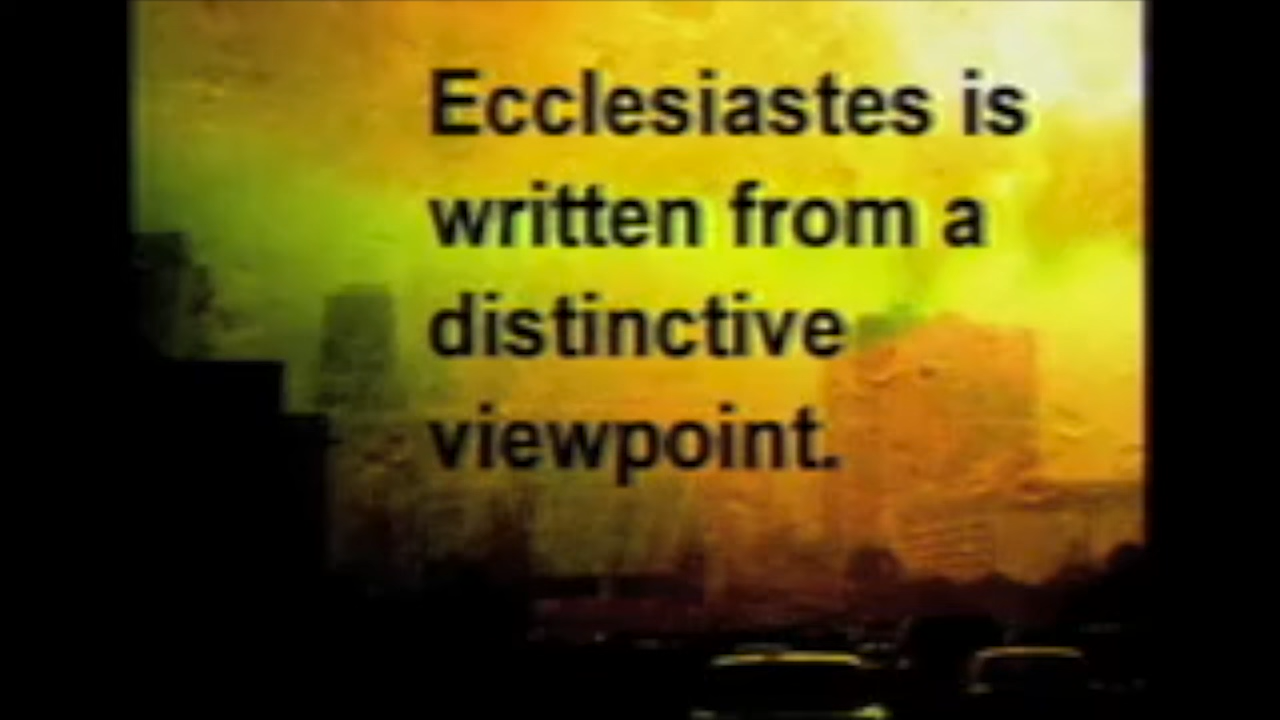 Ecclesiastes is
written from a
distinctive
viewpoint.